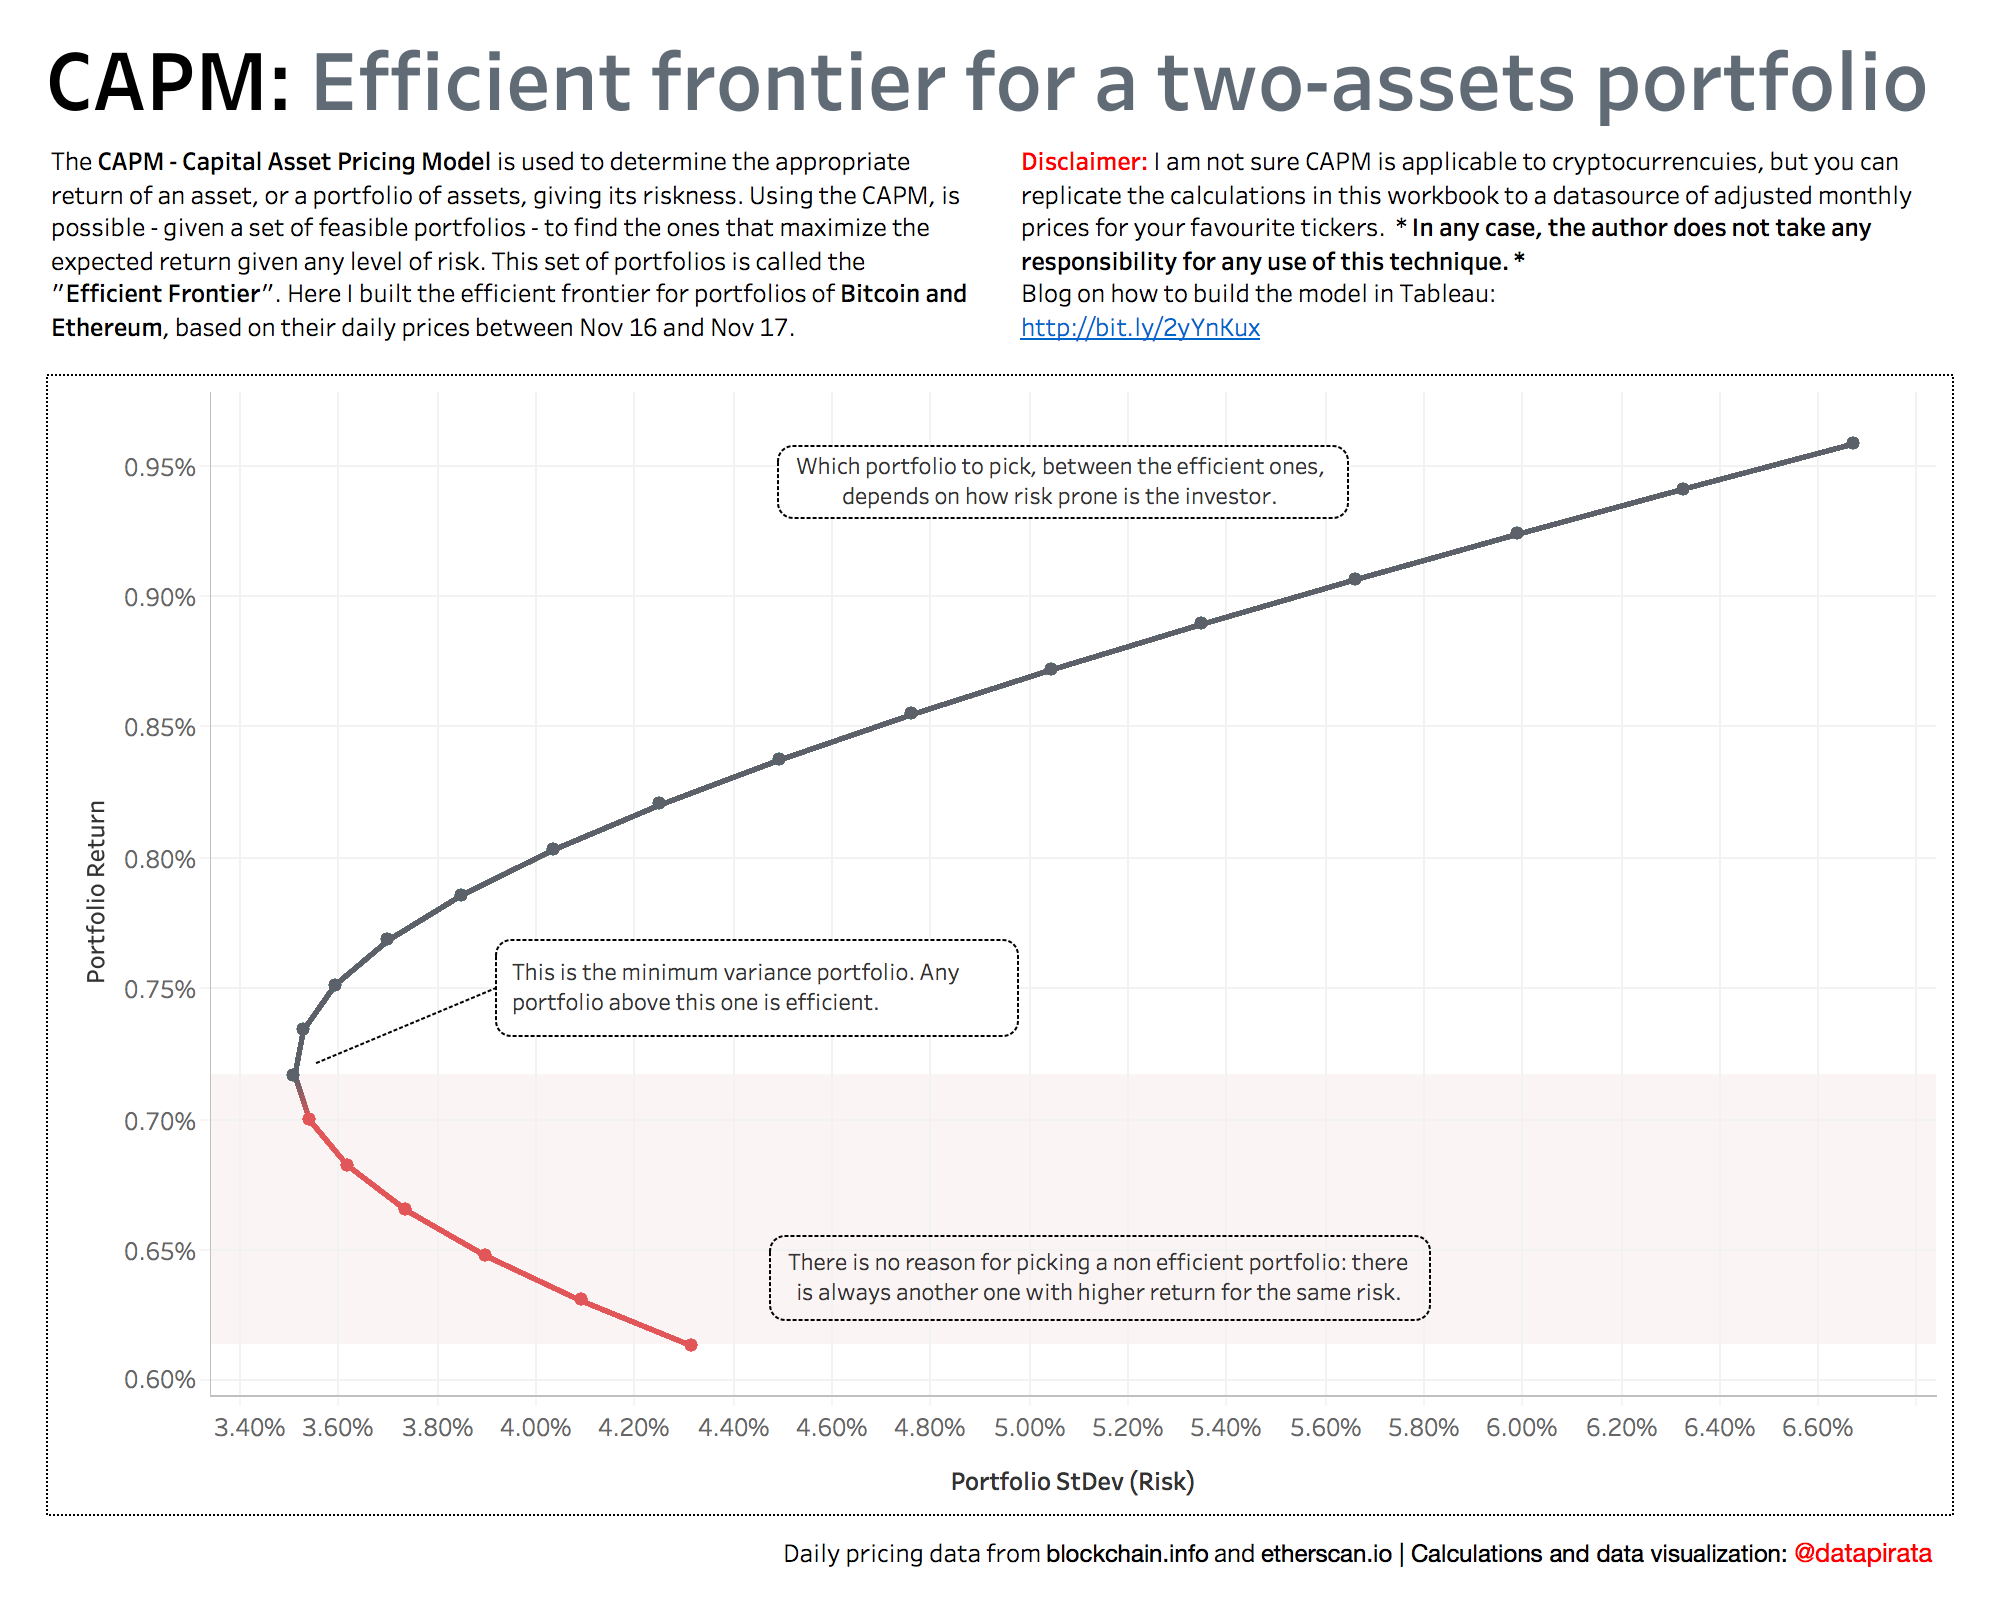 CAPM: Efficient frontier for a two-assets portfolio
The CAPM - Capital Asset Pricing Model is used to determine the appropriate
return of an asset, or a portfolio of assets, giving its riskness. Using the CAPM, is
possible - given a set of feasible portfolios - to find the ones that maximize the
expected return given any level of risk. This set of portfolios is called the
"Efficient Frontier". Here I built the efficient frontier for portfolios of Bitcoin and
Ethereum, based on their daily prices between Nov 16 and Nov 17.
Disclaimer: I am not sure CAPM is applicable to cryptocurrencuies, but you can
replicate the calculations in this workbook to a datasource of adjusted monthly
prices for your favourite tickers. * In any case, the author does not take any
responsibility for any use of this technique. *
Blog on how to build the model in Tableau:
http://bit.ly/2yYnKux
Portfolio Return
0.95%
0.90%
0.85%
0.80%
0.75%
0.70%
0.65%
0.60%
Which portfolio to pick, between the efficient ones,
depends on how risk prone is the investor.
This is the minimum variance portfolio. Any
portfolio above this one is efficient.
There is no reason for picking a non efficient portfolio: there
is always another one with higher return for the same risk.
3.40% 3.60% 3.80% 4.00% 4.20% 4.40% 4.60% 4.80% 5.00% 5.20% 5.40% 5.60% 5.80% 6.00% 6.20% 6.40% 6.60%
Portfolio StDev (Risk)
Daily pricing data from blockchain.info and etherscan.io | Calculations and data visualization: @datapirata